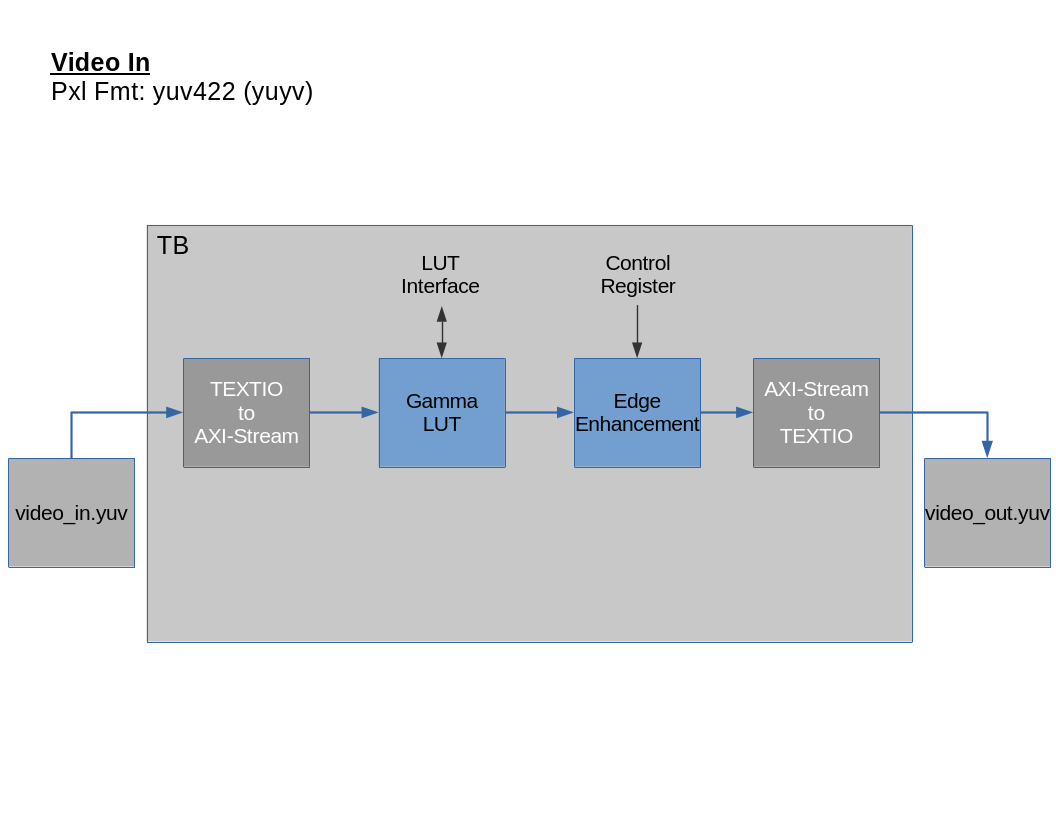 Video In
Pxl Fmt: yuv422 (yuyv)
TB
LUT
Interface
Control
Register
TEXTIO
to
AXI-Stream
Gamma
LUT
Edge
Enhancement
AXI-Stream
to
TEXTIO
video_in.yuv
video_out.yuv